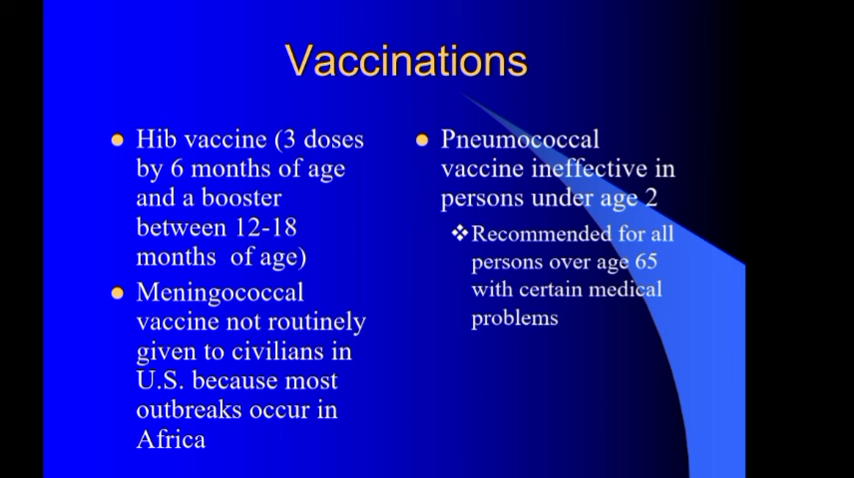 Vaccinations
Hib vaccine (3 doses
by 6 months of age
and a booster
between 12-18
months of age)
Meningococcal
vaccine not routinely
given to civilians in
U.S. because most
outbreaks occur in
Africa
Pneumococcal
vaccine ineffective in
persons under age 2
Recommended for all
persons over age 65
with certain medical
problems